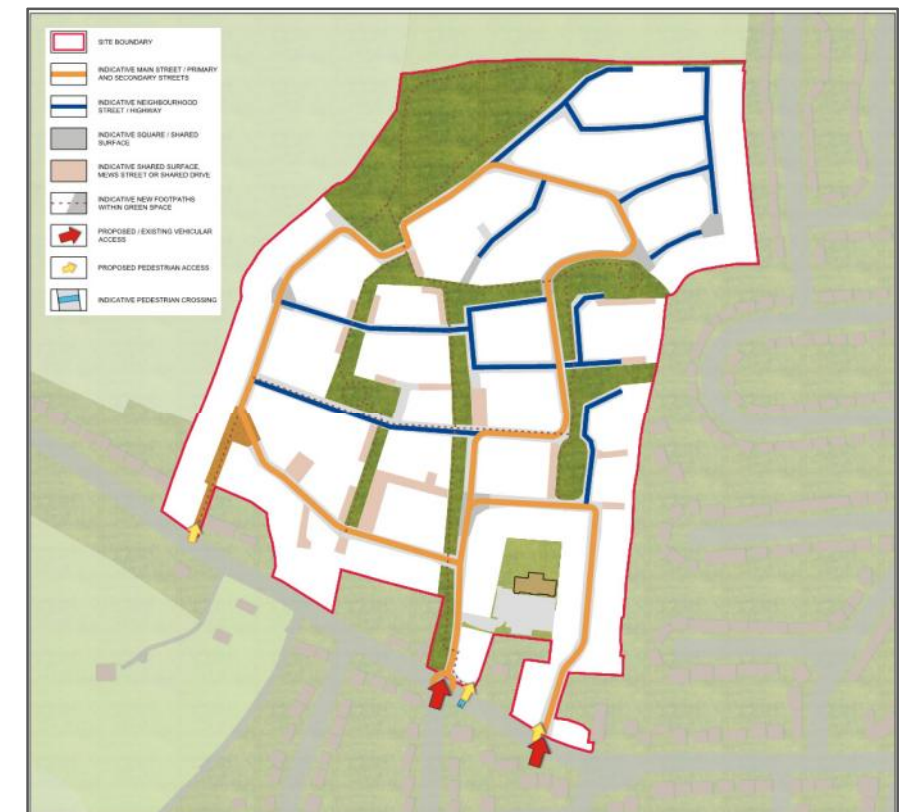 SITE BOUNDARY
INDICATIVE MAIN STREET / PRIMARY
AND SECONDARY STREETS
INDICATIVE NEIGHBOURHOOD
STREET / HIGHWAY
INDICATIVE SQUARE / SHARED
SURFACE
INDICATIVE SHARED SURFACE,
MEWS STREET OR SHARED DRIVE
INDICATIVE NEW FOOTPATHS
WITHIN GREEN SPACE
PROPOSED / EXISTING VEHICULAR
ACCESS
PROPOSED PEDESTRIAN ACCESS
INDICATIVE PEDESTRIAN CROSSING